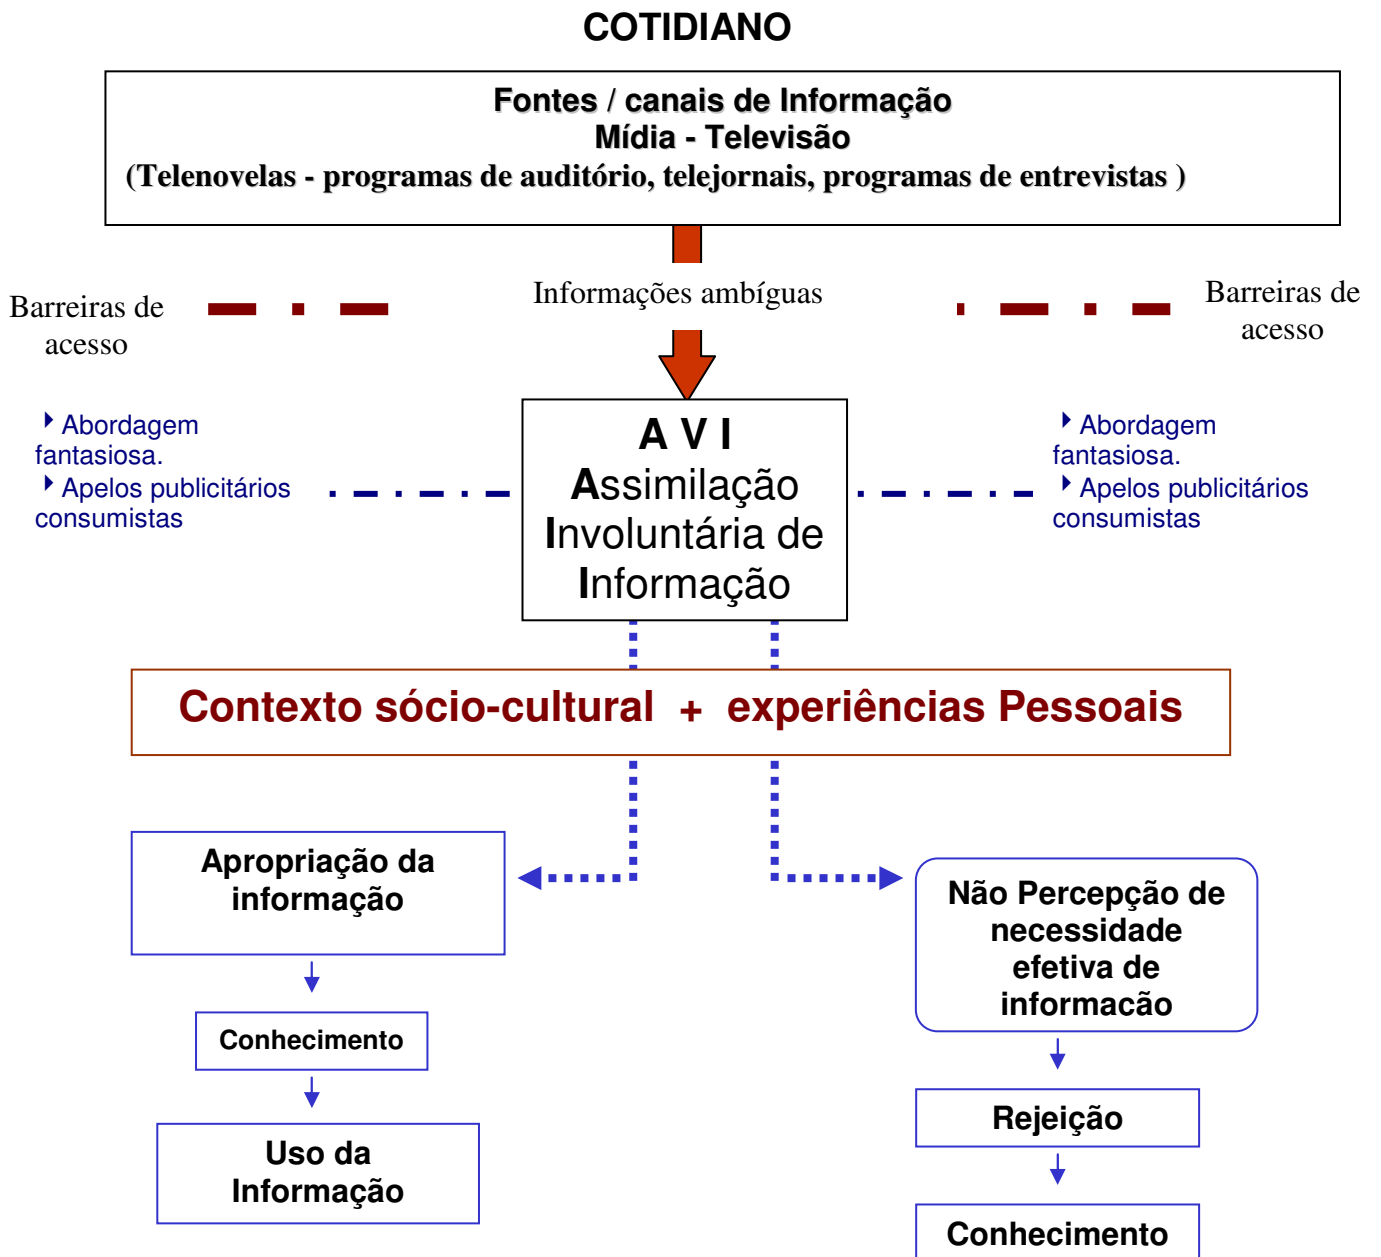 COTIDIANO
Fontes / canais de Informação
Mídia - Televisão
(Telenovelas - programas de auditório, telejornais, programas de entrevistas )
Informações ambíguas
Barreiras de
acesso
Barreiras de
acesso
Abordagem
fantasiosa.
Apelos publicitários
consumistas
A V I
Assimilação
Involuntária de
Informação
Abordagem
fantasiosa.
Apelos publicitários
consumistas
Contexto sócio-cultural + experiências Pessoais
Apropriação da
informação
Conhecimento
Uso da
Informação
Não Percepção de
necessidade
efetiva de
informacão
Rejeição
Conhecimento